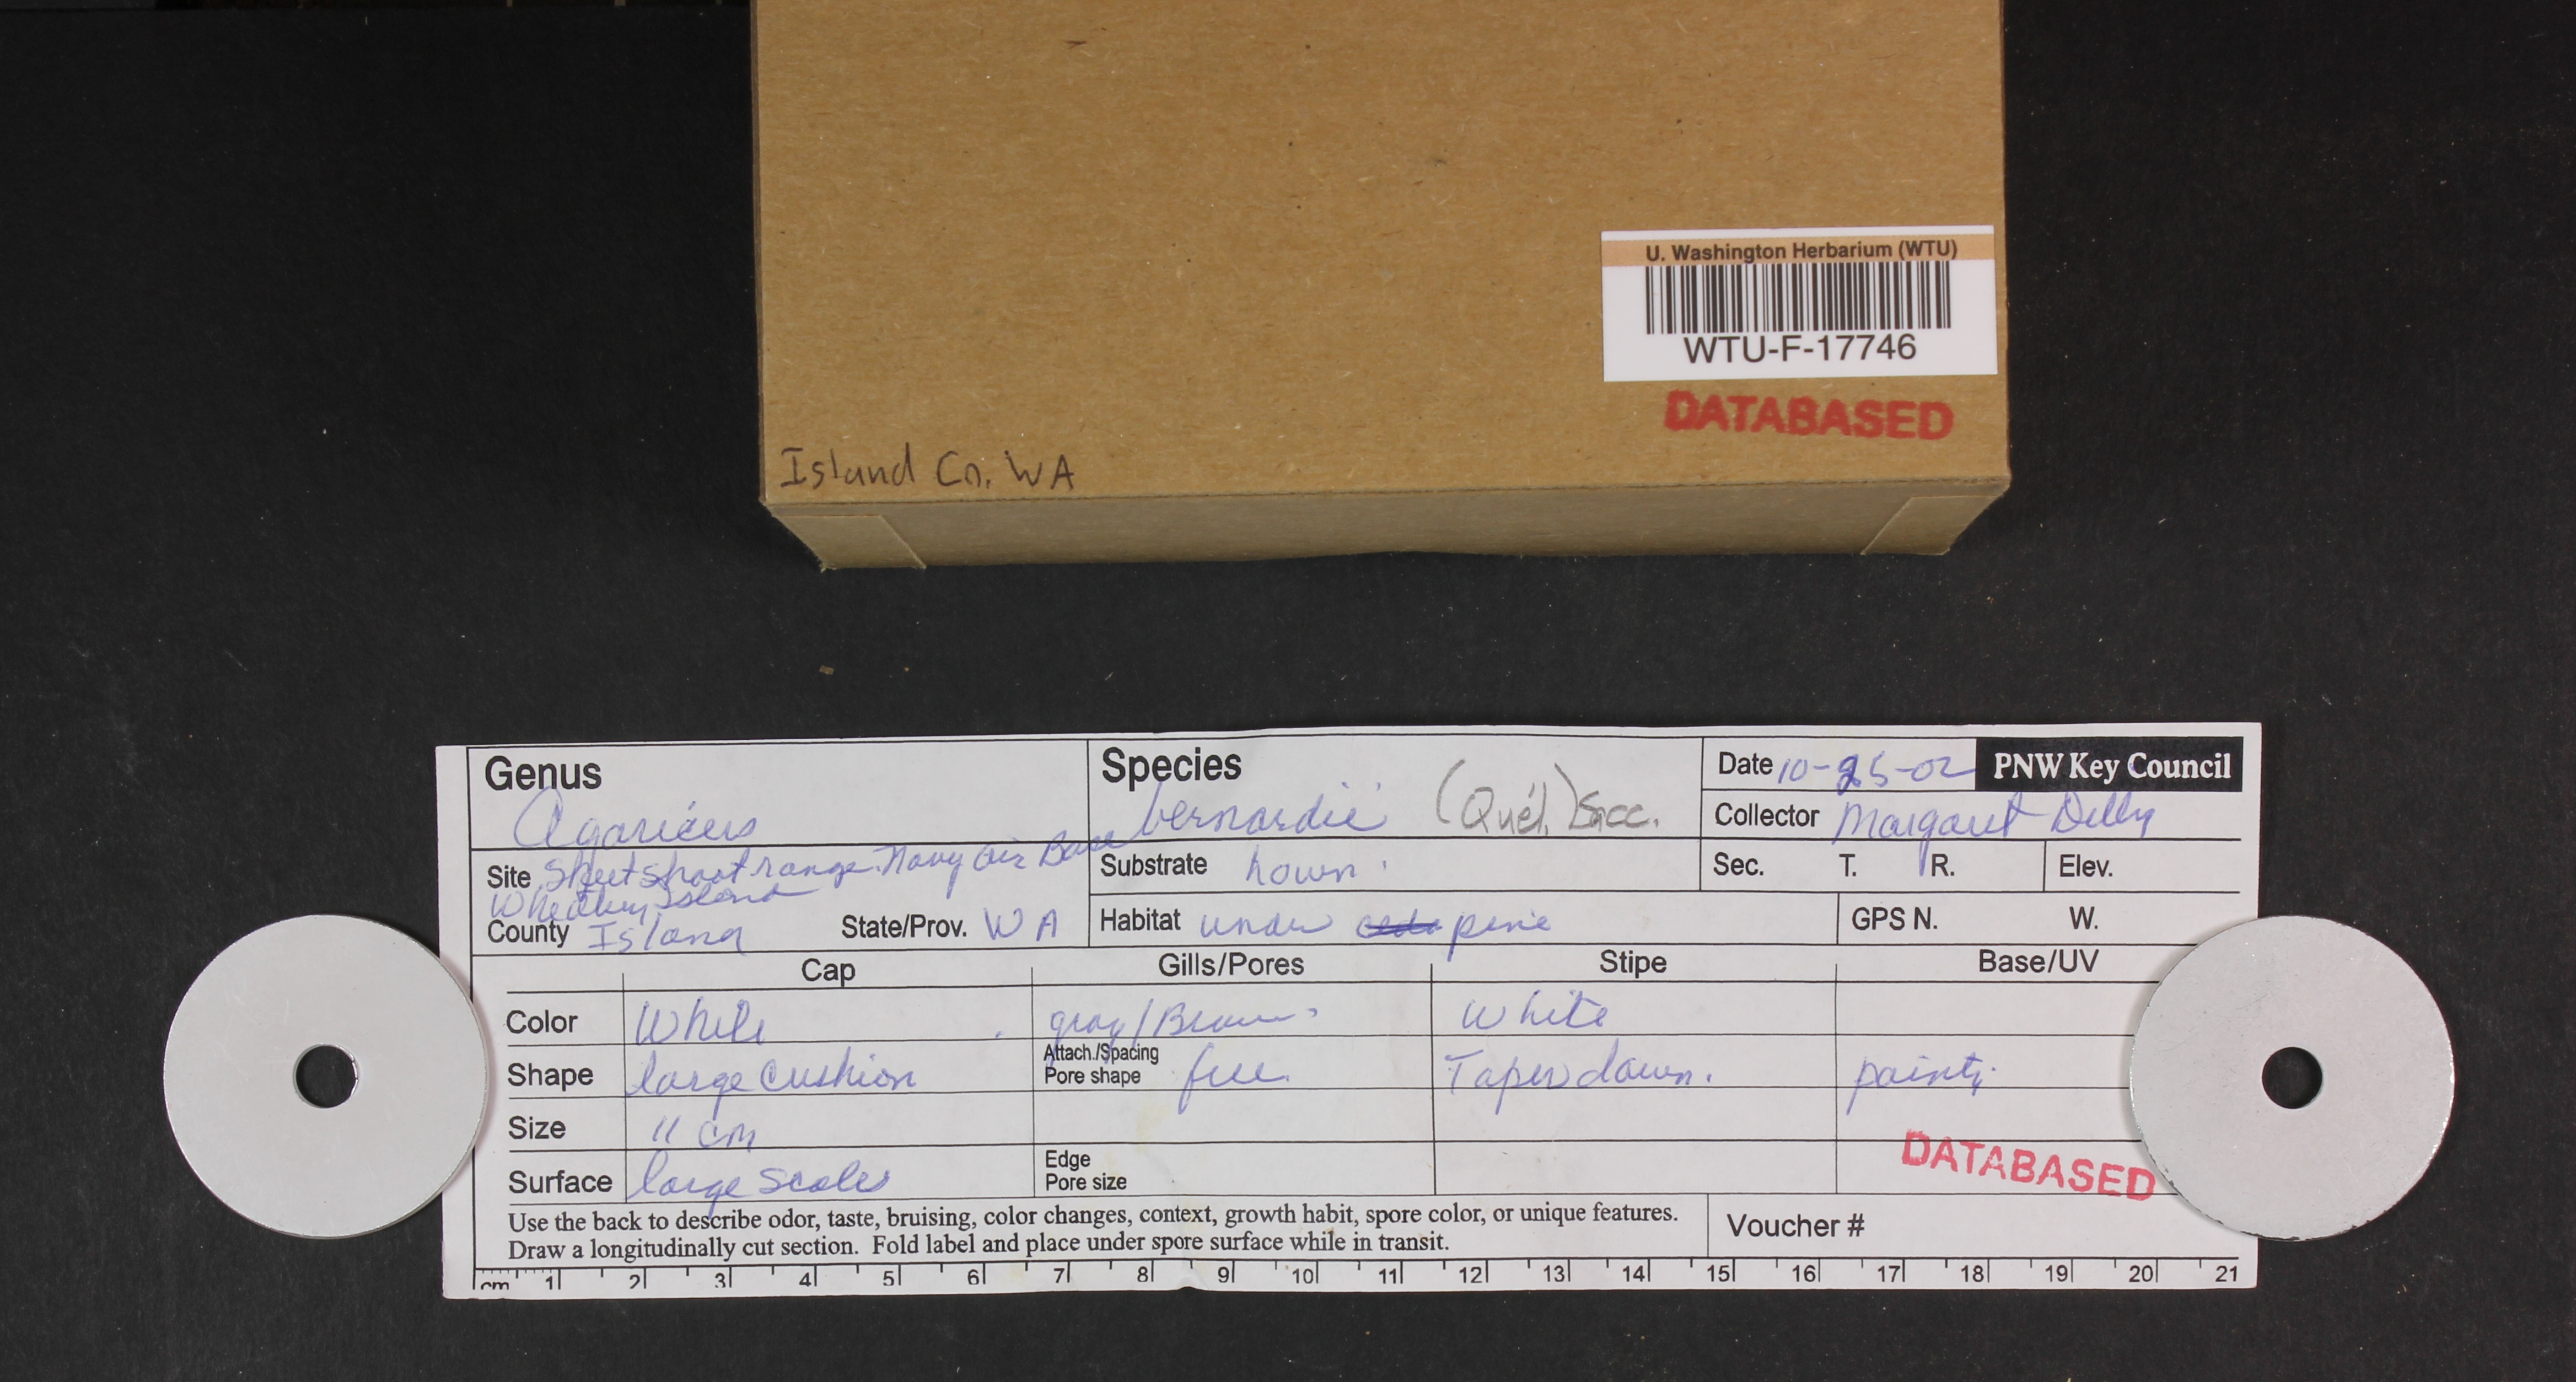 U. Washington Herbarium (WTU)
WTU-F-17746
DATABASED
Island Co. WA
Genus Agaricus
Species bernardii (Quél.) Sacc.
Date 10-25-02
PNW Key Council
Collector Margaret Dilly
Site Skeet shoot range Navy Air Base
Whidbey Island
Substrate
Sec. T. R. Elev.
County Island State/Prov. WA
Habitat under pine
GPS N. W.
Cap Gills/Pores Stipe Base/UV
Color White gray/Brown White
Shape large Cushion Attach./Spacing Pore shape free. Taper down. pointy.
Size 11 cm
Surface large scales Edge Pore size
DATABASED
Use the back to describe odor, taste, bruising, color changes, context, growth habit, spore color, or unique features.
Draw a longitudinally cut section. Fold label and place under spore surface while in transit.
Voucher #
cm 1 2 3 4 5 6 7 8 9 10 11 12 13 14 15 16 17 18 19 20 21